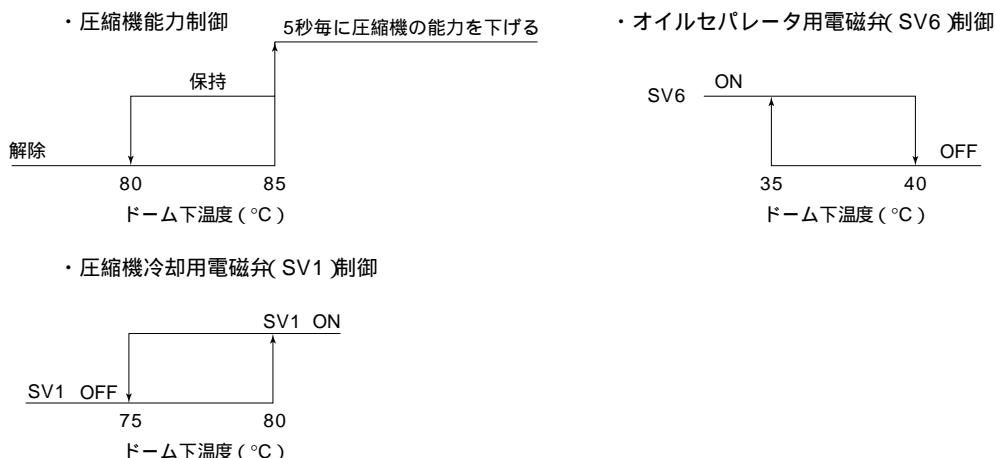 ・圧縮機能力制御
5秒毎に圧縮機の能力を下げる
保持
解除
80 85
ドーム下温度(°C)
・オイルセパレータ用電磁弁(SV6)制御
SV6 ON
OFF
35 40
ドーム下温度(°C)
・圧縮機冷却用電磁弁(SV1)制御
SV1 ON
SV1 OFF
75 80
ドーム下温度(°C)